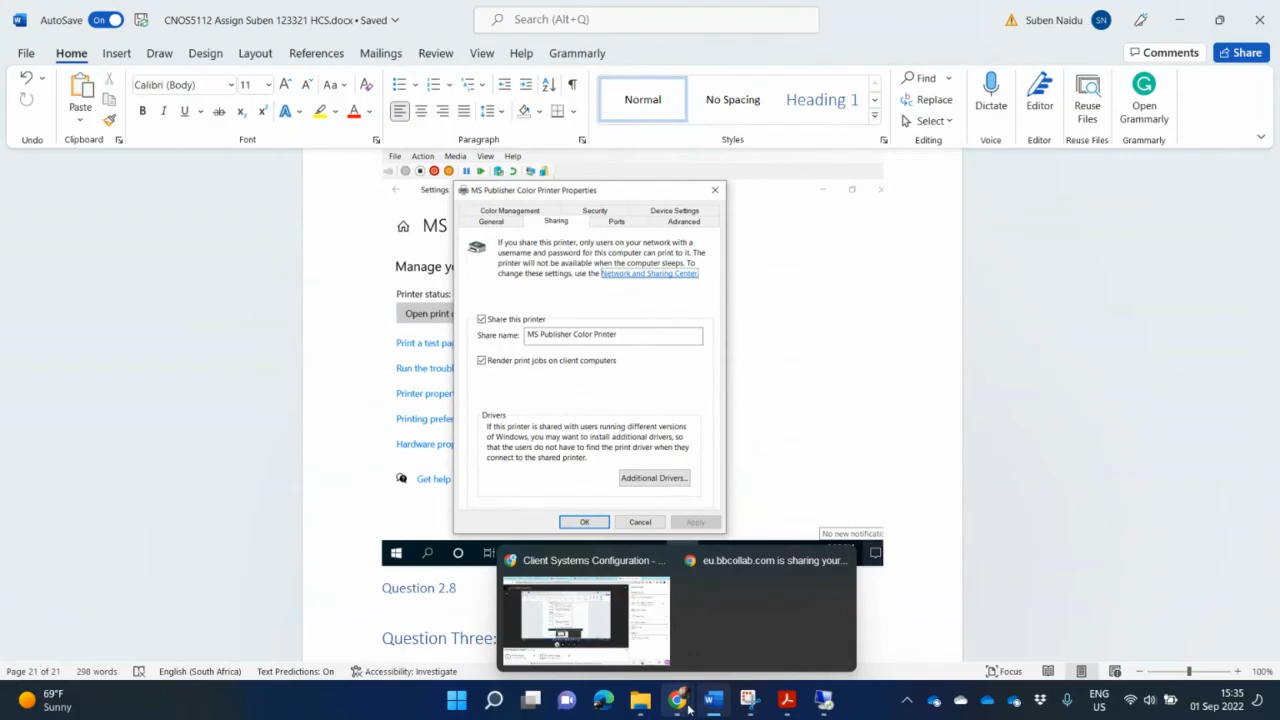 AutoSave On CNOS5112 Assign Suben 123321 HCS.docx • Saved Search (Alt+Q) Suben Naidu SN
File Home Insert Draw Design Layout References Mailings Review View Help Grammarly Comments Share
Paste Calibri (Body) 11 Aa Normal No Spacing Heading 1 Find Replace Select Dictate Editor Reuse Files Open Grammarly
Undo Clipboard Font Paragraph Styles Editing Voice Editor Reuse Files Grammarly
File Action Media View Help
Settings MS Publisher Color Printer Properties
Color Management Security Device Settings
General Sharing Ports Advanced
MS
If you share this printer, only users on your network with a
username and password for this computer can print to it. The
printer will not be available when the computer sleeps. To
change these settings, use the Network and Sharing Center.
Manage yo
Printer status:
Open print q
Share this printer
Share name: MS Publisher Color Printer
Print a test pag
Render print jobs on client computers
Run the troubl
Printer propert
Printing prefer
Hardware prop
Get help
Drivers
If this printer is shared with users running different versions
of Windows, you may want to install additional drivers, so
that the users do not have to find the print driver when they
connect to the shared printer.
Additional Drivers...
OK Cancel Apply
No new notificati
Client Systems Configuration - ... eu.bbcollab.com is sharing your...
Question 2.8
Question Three:
Page 21 of 21 298 words English (South Africa) Text Predictions: On Accessibility: Investigate Focus 100%
69°F
Sunny
ENG
US
15:35
01 Sep 2022